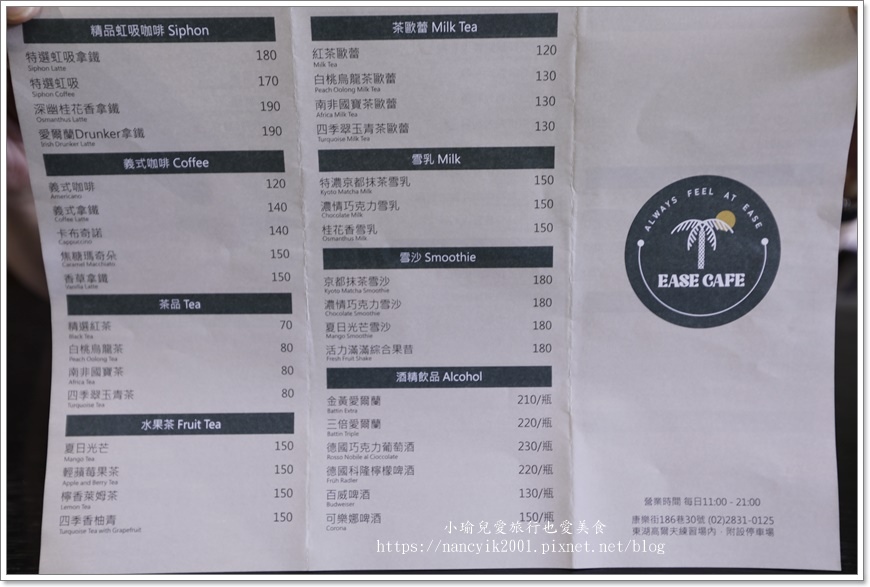 精品虹吸咖啡 Siphon
特選虹吸拿鐵 180
Siphon Latte
特選虹吸 170
Siphon Coffee
深幽桂花香拿鐵 190
Osmanthus Latte
愛爾蘭Drunker拿鐵 190
Irish Drunker Latte
義式咖啡 Coffee
義式咖啡 120
Americano
義式拿鐵 140
Coffee Latte
卡布奇諾 140
Cappuccino
焦糖瑪奇朵 150
Caramel Macchiato
香草拿鐵 150
Vanilla Latte
茶品 Tea
精選紅茶 70
Black Tea
白桃烏龍茶 80
Peach Oolong Tea
南非國寶茶 80
Africa Tea
四季翠玉青茶 80
Turquoise Tea
水果茶 Fruit Tea
夏日光芒 150
Mango Tea
輕蘋莓果茶 150
Apple and Berry Tea
檸香萊姆茶 150
Lemon Tea
四季香柚青 150
Turquoise Tea with Grapefruit
茶歐蕾 Milk Tea
紅茶歐蕾 120
Milk Tea
白桃烏龍茶歐蕾 130
Peach Oolong Milk Tea
南非國寶茶歐蕾 130
Africa Milk Tea
四季翠玉青茶歐蕾 130
Turquoise Milk Tea
雪乳 Milk
特濃京都抹茶雪乳 150
Kyoto Matcha Milk
濃情巧克力雪乳 150
Chocolate Milk
桂花香雪乳 150
Osmanthus Milk
雪沙 Smoothie
京都抹茶雪沙 180
Kyoto Matcha Smoothie
濃情巧克力雪沙 180
Chocolate Smoothie
夏日光芒雪沙 180
Mango Smoothie
活力滿滿綜合果昔 180
Fresh Fruit Shake
酒精飲品 Alcohol
金黃愛爾蘭 210/瓶
Battin Extra
三倍愛爾蘭 220/瓶
Battin Triple
德國巧克力葡萄酒 230/瓶
Rosso Nobile al Cioccolate
德國科隆檸檬啤酒 220/瓶
Früh Radler
百威啤酒 130/瓶
Budweiser
可樂娜啤酒 150/瓶
Corona
ALWAYS FEEL AT EASE
EASE CAFE
營業時間 每日11:00 - 21:00
康樂街186巷30號 (02)2831-0125
東湖高爾夫練習場內，附設停車場
小瑜兒愛旅行也愛美食
https://nancyik2001.pixnet.net/blog